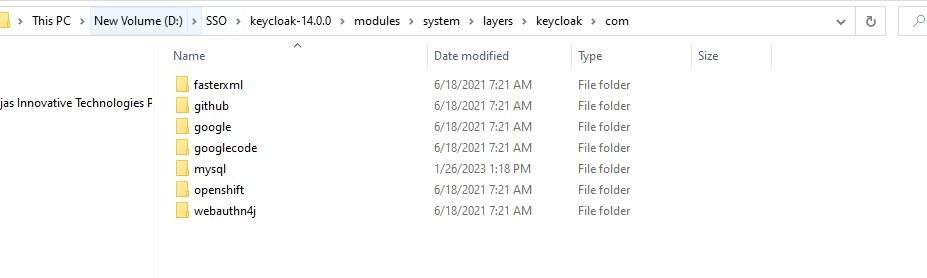 This PC > New Volume (D:) > SSO > keycloak-14.0.0 > modules > system > layers > keycloak > com
Name Date modified Type Size
fasterxml 6/18/2021 7:21 AM File folder
jas Innovative Technologies P
github 6/18/2021 7:21 AM File folder
google 6/18/2021 7:21 AM File folder
googlecode 6/18/2021 7:21 AM File folder
mysql 1/26/2023 1:18 PM File folder
openshift 6/18/2021 7:21 AM File folder
webauthn4j 6/18/2021 7:21 AM File folder